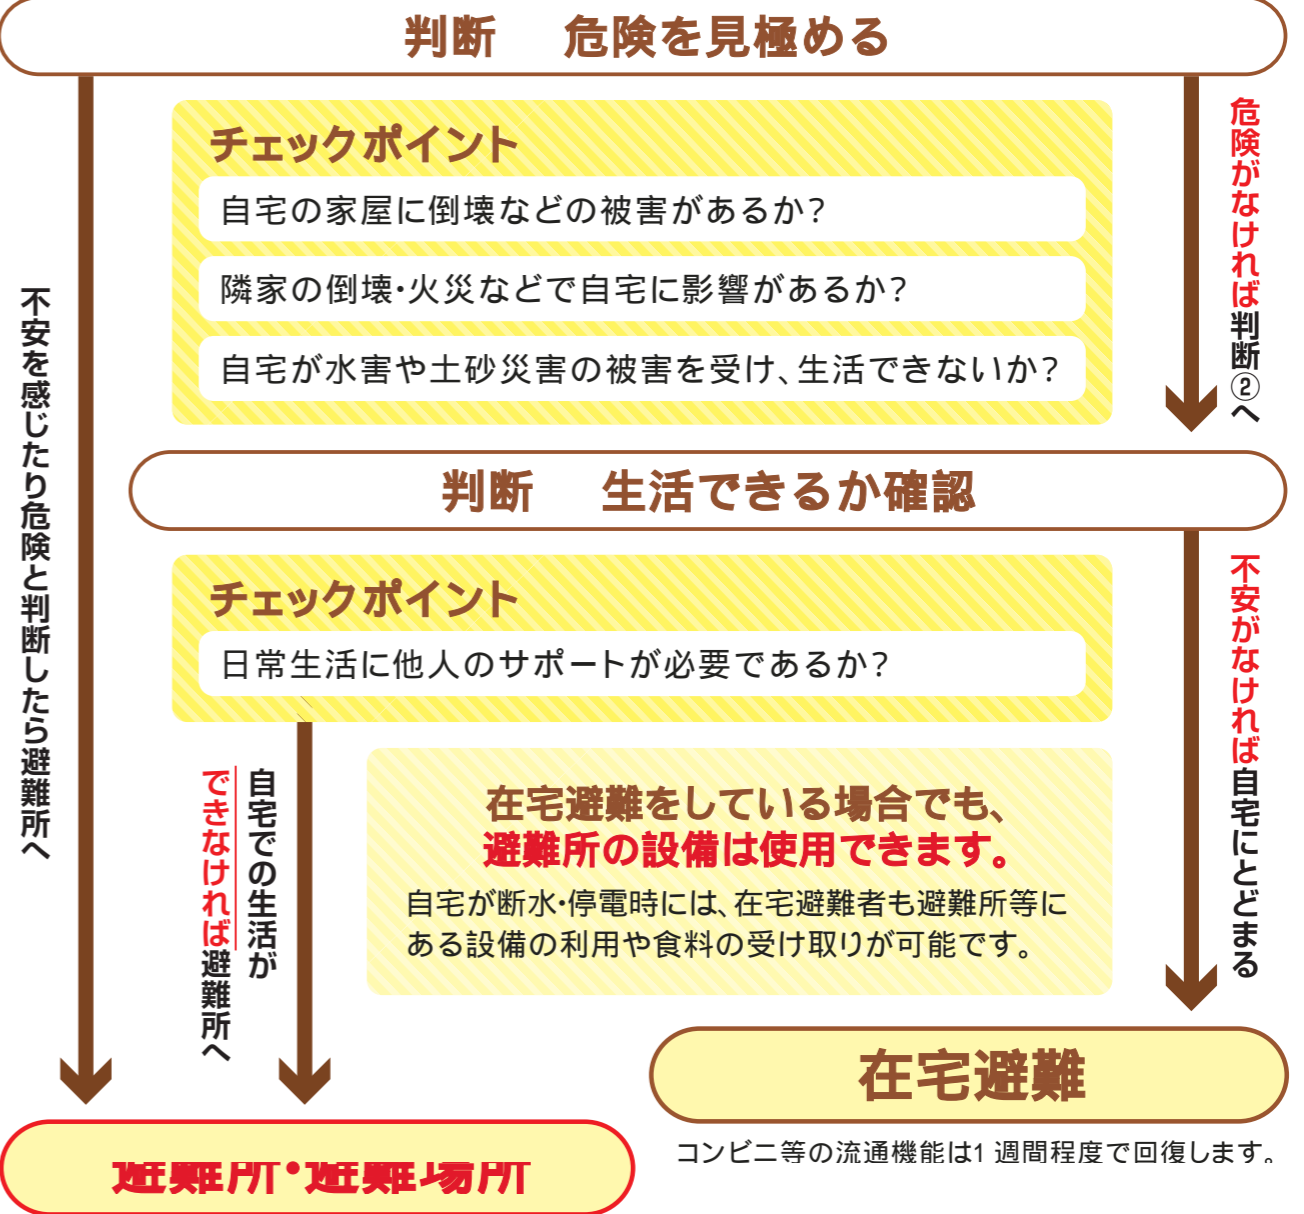 判断 危険を見極める
チェックポイント
自宅の家屋に倒壊などの被害があるか?
隣家の倒壊・火災などで自宅に影響があるか?
自宅が水害や土砂災害の被害を受け、生活できないか?
危険がなければ判断②へ
不安を感じたり危険と判断したら避難所へ
判断 生活できるか確認
チェックポイント
日常生活に他人のサポートが必要であるか?
不安がなければ自宅にとどまる
自宅での生活が
できなければ避難所へ
在宅避難をしている場合でも、
避難所の設備は使用できます。
自宅が断水・停電時には、在宅避難者も避難所等に
ある設備の利用や食料の受け取りが可能です。
在宅避難
コンビニ等の流通機能は1 週間程度で回復します。
避難所・避難場所